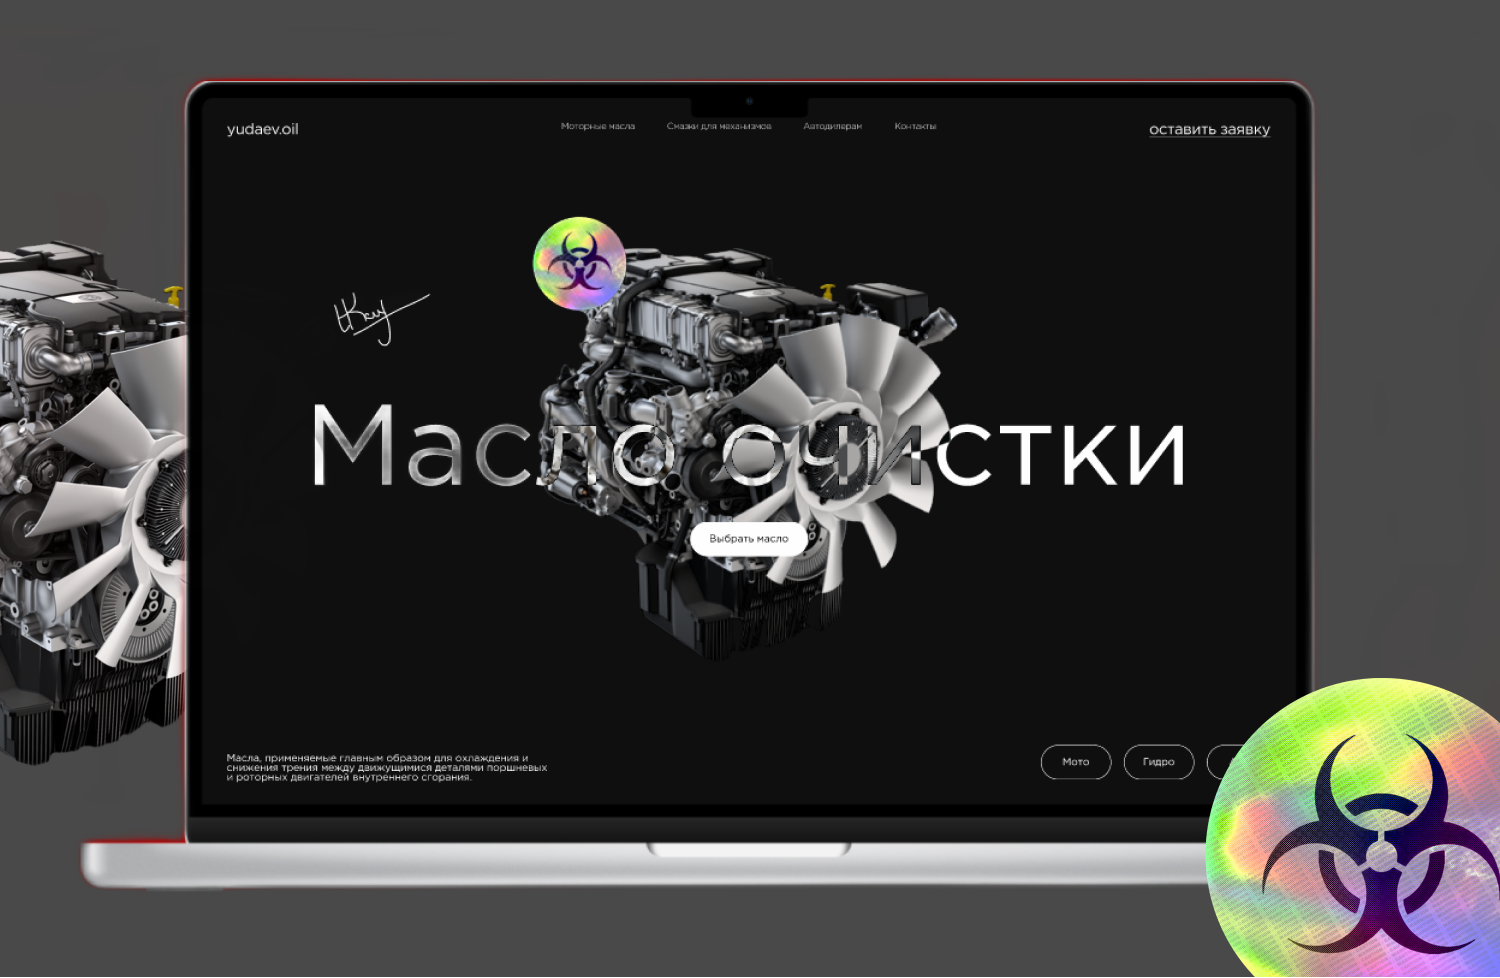 yudaev.oil
Моторные масла
Смазки для механизмов
Автодилерам
Контакты
оставить заявку
Масло очистки
Выбрать масло
Масла, применяемые главным образом для охлаждения и
снижения трения между движущимися деталями поршневых
и роторных двигателей внутреннего сгорания.
Мото
Гидро